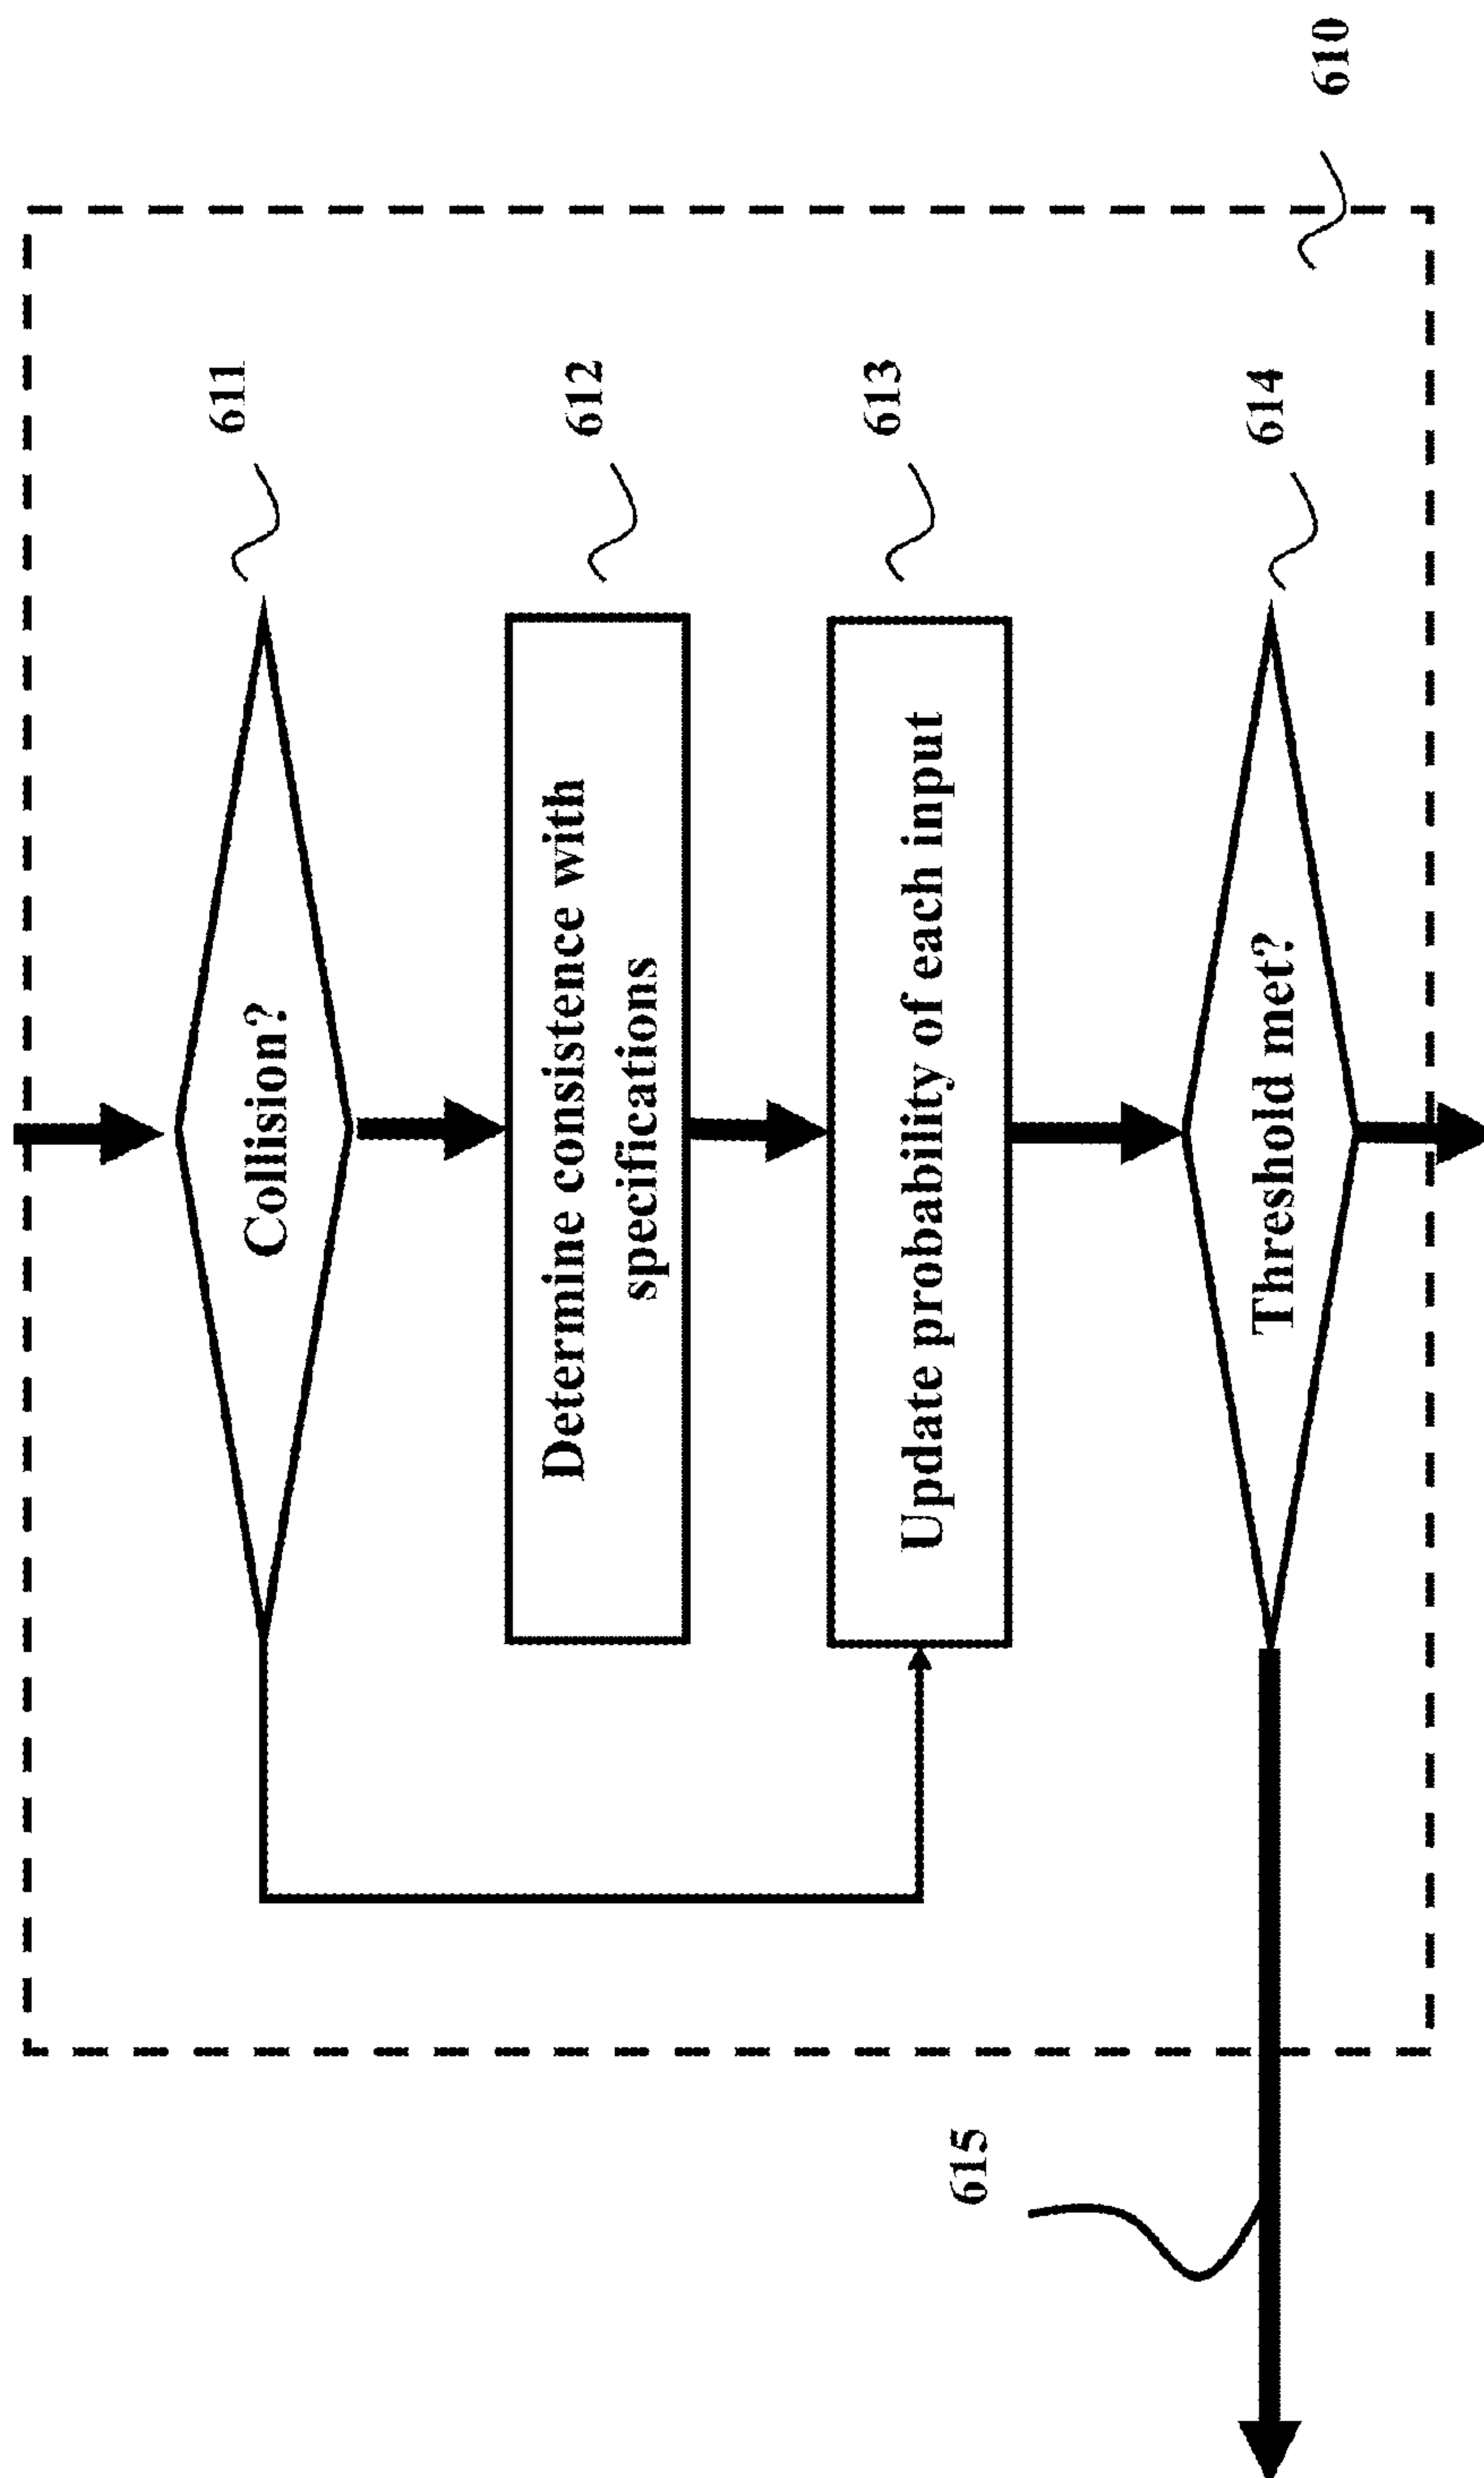 611
Collision?
612
Determine consistence with
specifications
613
Update probability of each input
614
Threshold met?
615
610